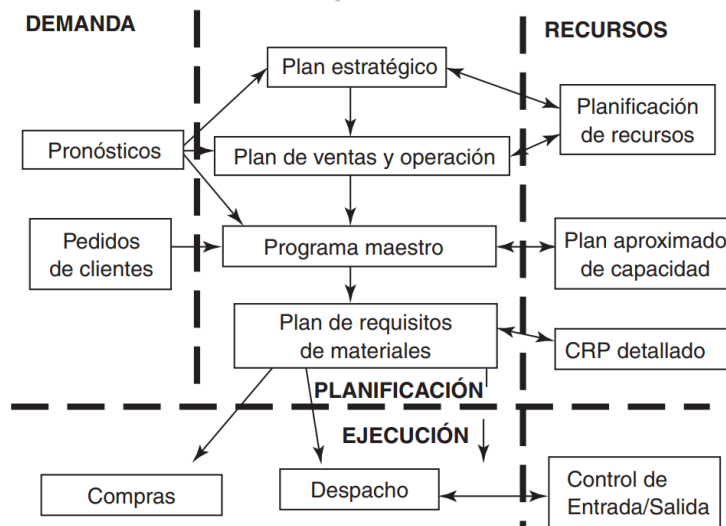 DEMANDA
RECURSOS
Plan estratégico
Planificación
de recursos
Pronósticos
Plan de ventas y operación
Pedidos
de clientes
Programa maestro
Plan aproximado
de capacidad
Plan de requisitos
de materiales
CRP detallado
PLANIFICACIÓN
EJECUCIÓN
Compras
Despacho
Control de
Entrada/Salida